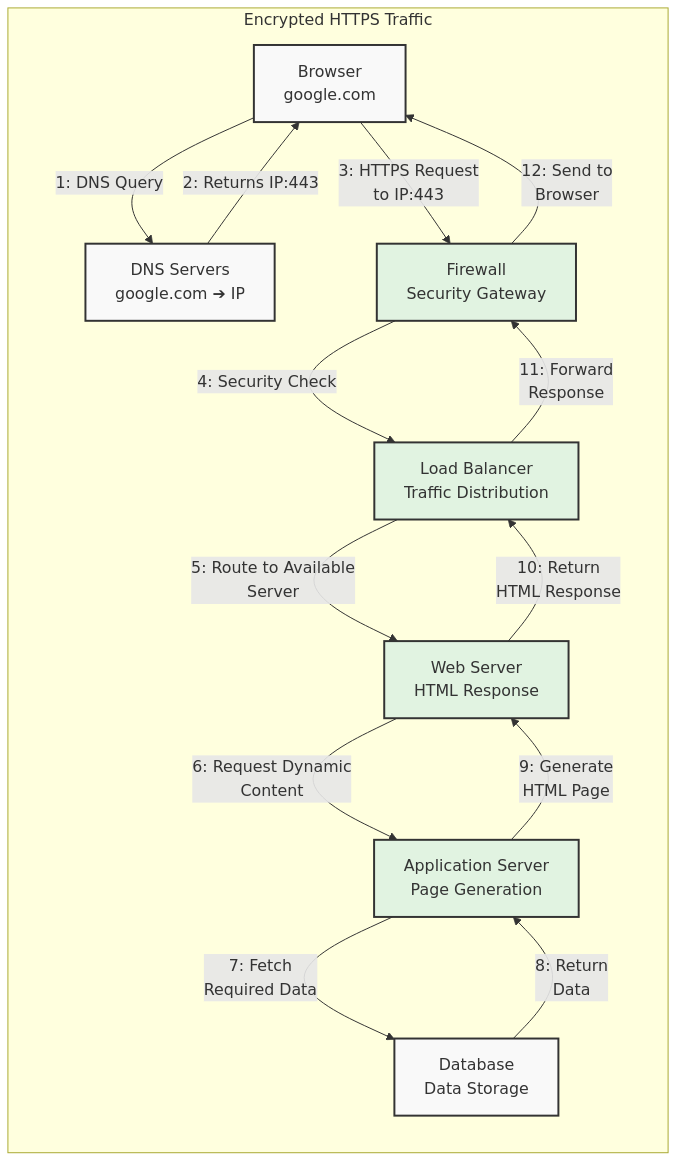 Encrypted HTTPS Traffic
Browser
google.com
1: DNS Query
2: Returns IP:443
3: HTTPS Request
to IP:443
12: Send to
Browser
DNS Servers
google.com ➔ IP
Firewall
Security Gateway
4: Security Check
11: Forward
Response
Load Balancer
Traffic Distribution
5: Route to Available
Server
10: Return
HTML Response
Web Server
HTML Response
6: Request Dynamic
Content
9: Generate
HTML Page
Application Server
Page Generation
7: Fetch
Required Data
8: Return
Data
Database
Data Storage